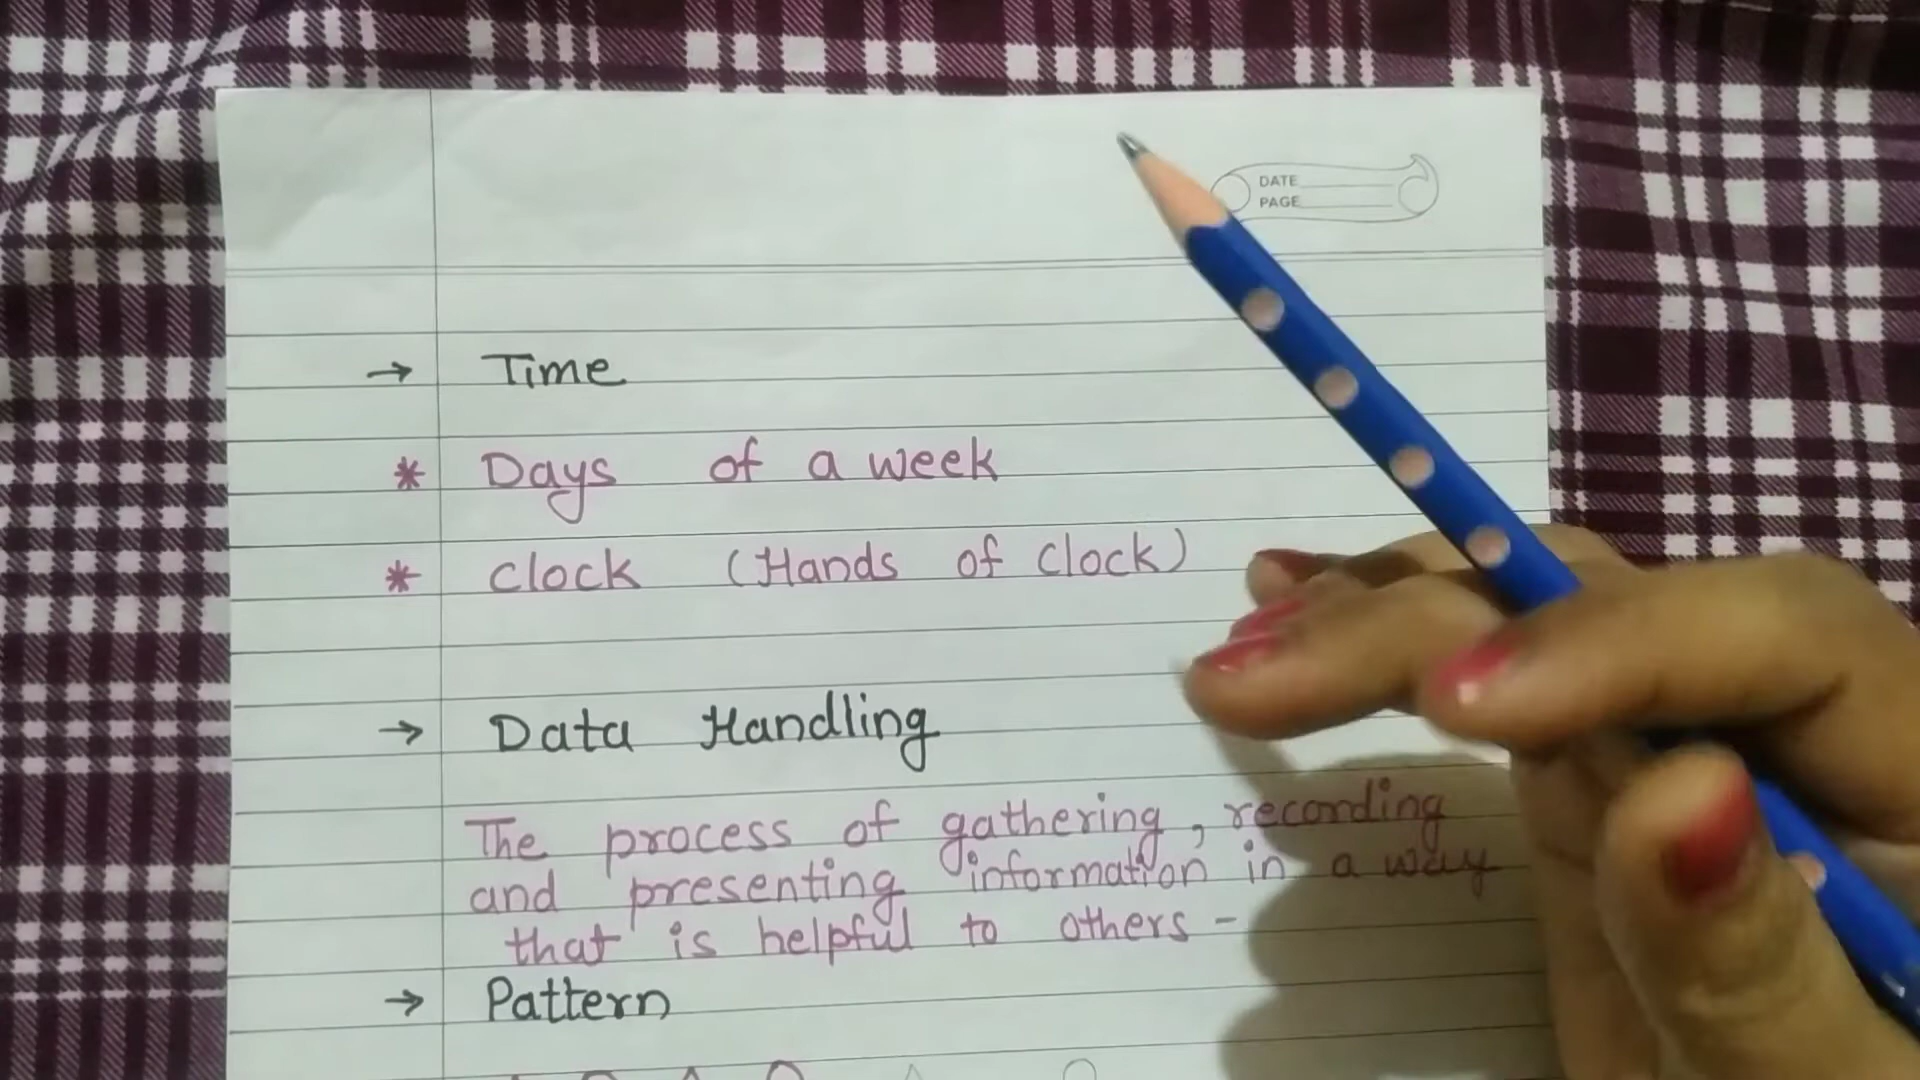 DATE
PAGE
→ Time
* Days of a week
* Clock (Hands of Clock)
→ Data Handling
The process of gathering, recording
and presenting information in a way
that is helpful to others -
→ Pattern